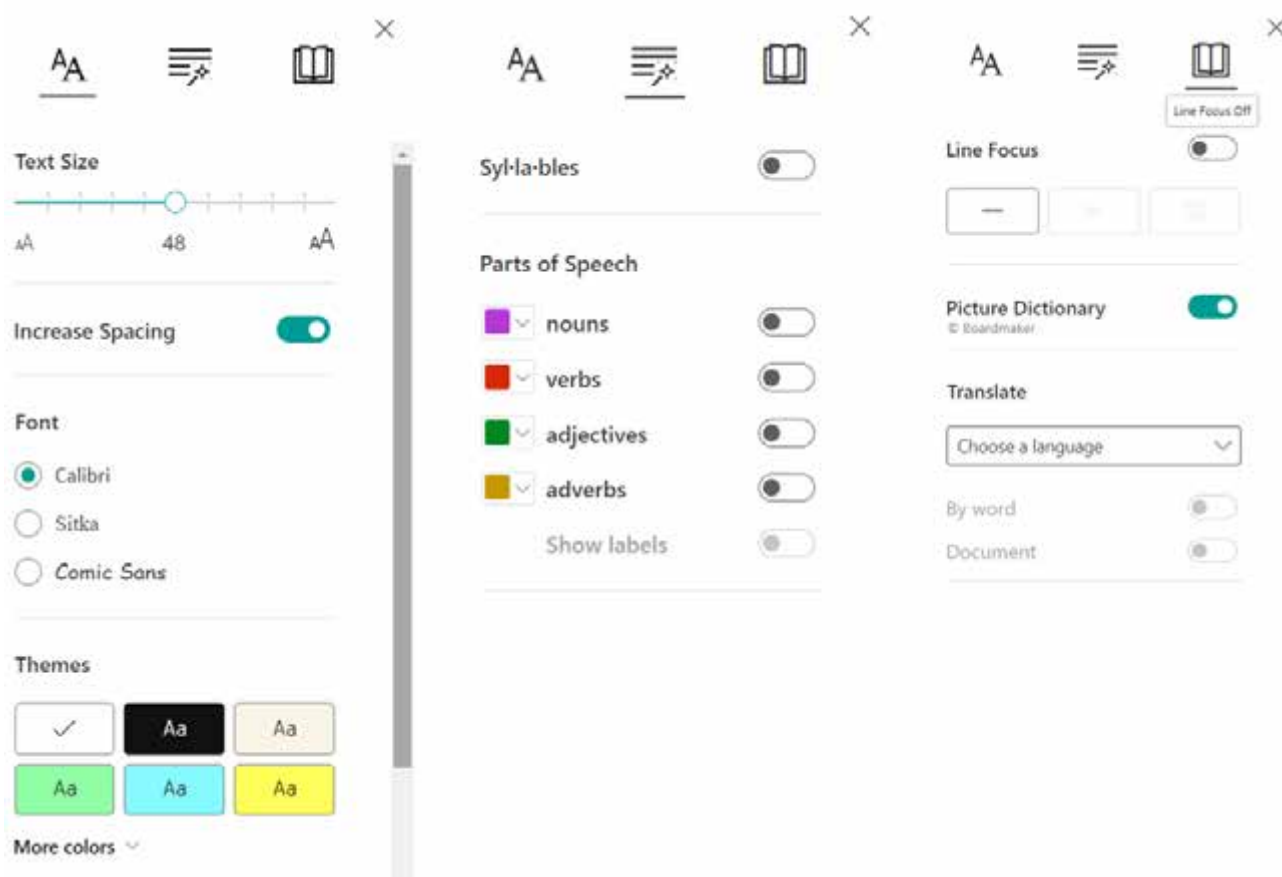 AA
Text Size
AA
48
AA
Increase Spacing
Font
Calibri
Sitka
Comic Sans
Themes
Aa
Aa
Aa
Aa
Aa
More colors
AA
Syl·la·bles
Parts of Speech
nouns
verbs
adjectives
adverbs
Show labels
AA
Line Focus Off
Line Focus
Picture Dictionary
© Boardmaker
Translate
Choose a language
By word
Document